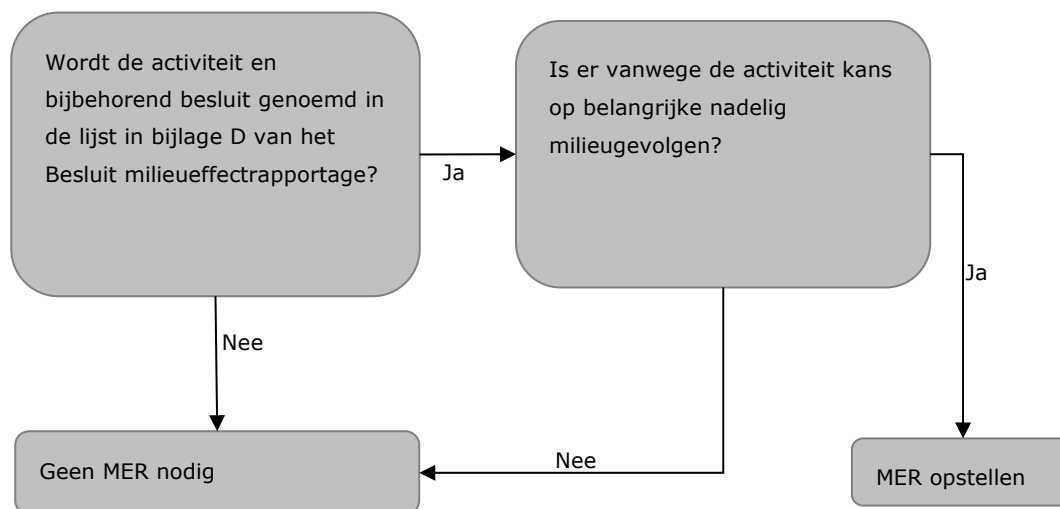 Wordt de activiteit en
bijbehorend besluit genoemd in
de lijst in bijlage D van het
Besluit milieueffectrapportage?
Ja
Is er vanwege de activiteit kans
op belangrijke nadelig
milieugevolgen?
Ja
Nee
Nee
Geen MER nodig
MER opstellen